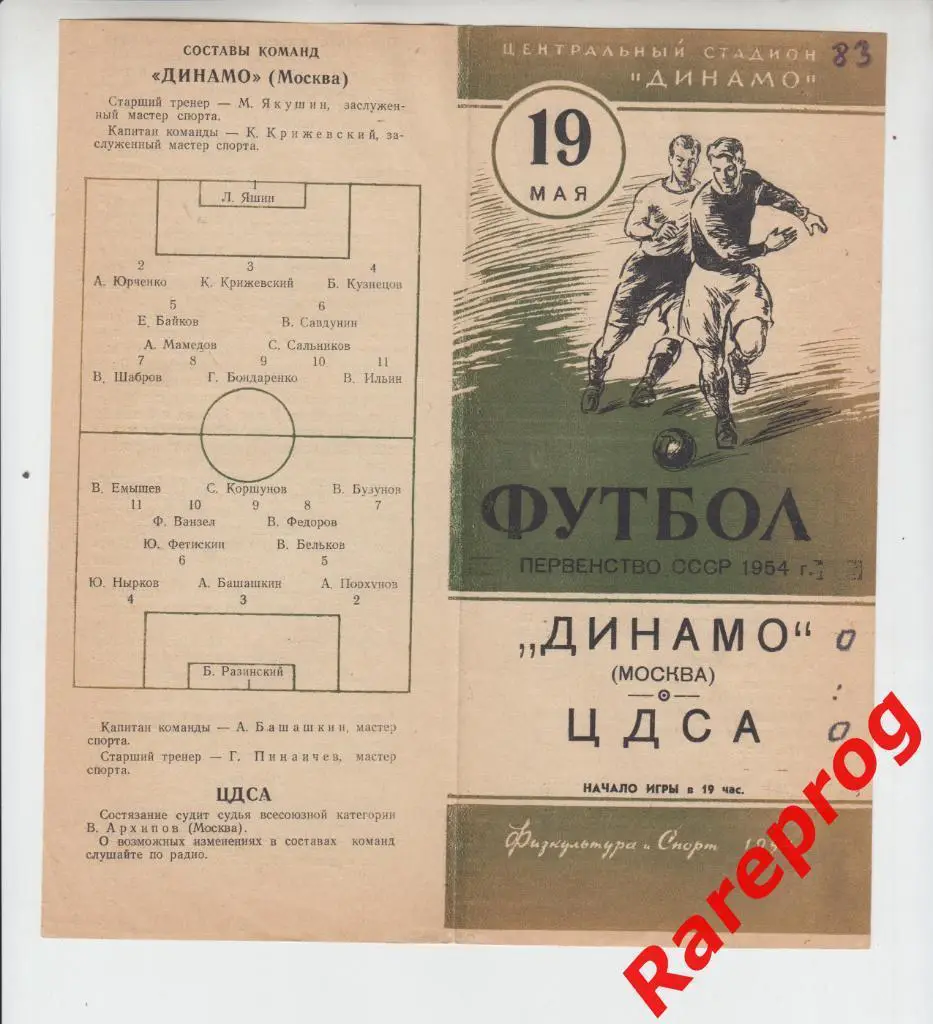 СОСТАВЫ КОМАНД
«ДИНАМО» (Москва)
Старший тренер — М. Якушин, заслужен-
ный мастер спорта.
Капитан команды — К. Крижевский, за-
служенный мастер спорта.
1
Л. Яшин
2 3 4
А. Юрченко К. Крижевский Б. Кузнецов
5 6
Е. Байков В. Савдунин
А. Мамедов С. Сальников
7 8 9 10 11
В. Шабров Г. Бондаренко В. Ильин
В. Емышев С. Коршунов В. Бузунов
11 10 9 8 7
Ф. Ванзел В. Федоров
Ю. Фетискин В. Бельков
6 5
Ю. Нырков А. Башашкин А. Порхунов
4 3 2
Б. Разинский
1
Капитан команды — А. Башашкин, мастер
спорта.
Старший тренер — Г. Пинаичев, мастер
спорта.
ЦДСА
Состязание судит судья всесоюзной категории
В. Архипов (Москва).
О возможных изменениях в составах команд
слушайте по радио.
ЦЕНТРАЛЬНЫЙ СТАДИОН
"ДИНАМО"
83
19
МАЯ
ФУТБОЛ
ПЕРВЕНСТВО СССР 1954 г.
„ДИНАМО“ 0
(МОСКВА)
:
ЦДСА 0
НАЧАЛО ИГРЫ в 19 час.
Физкультура и Спорт
Rareprog